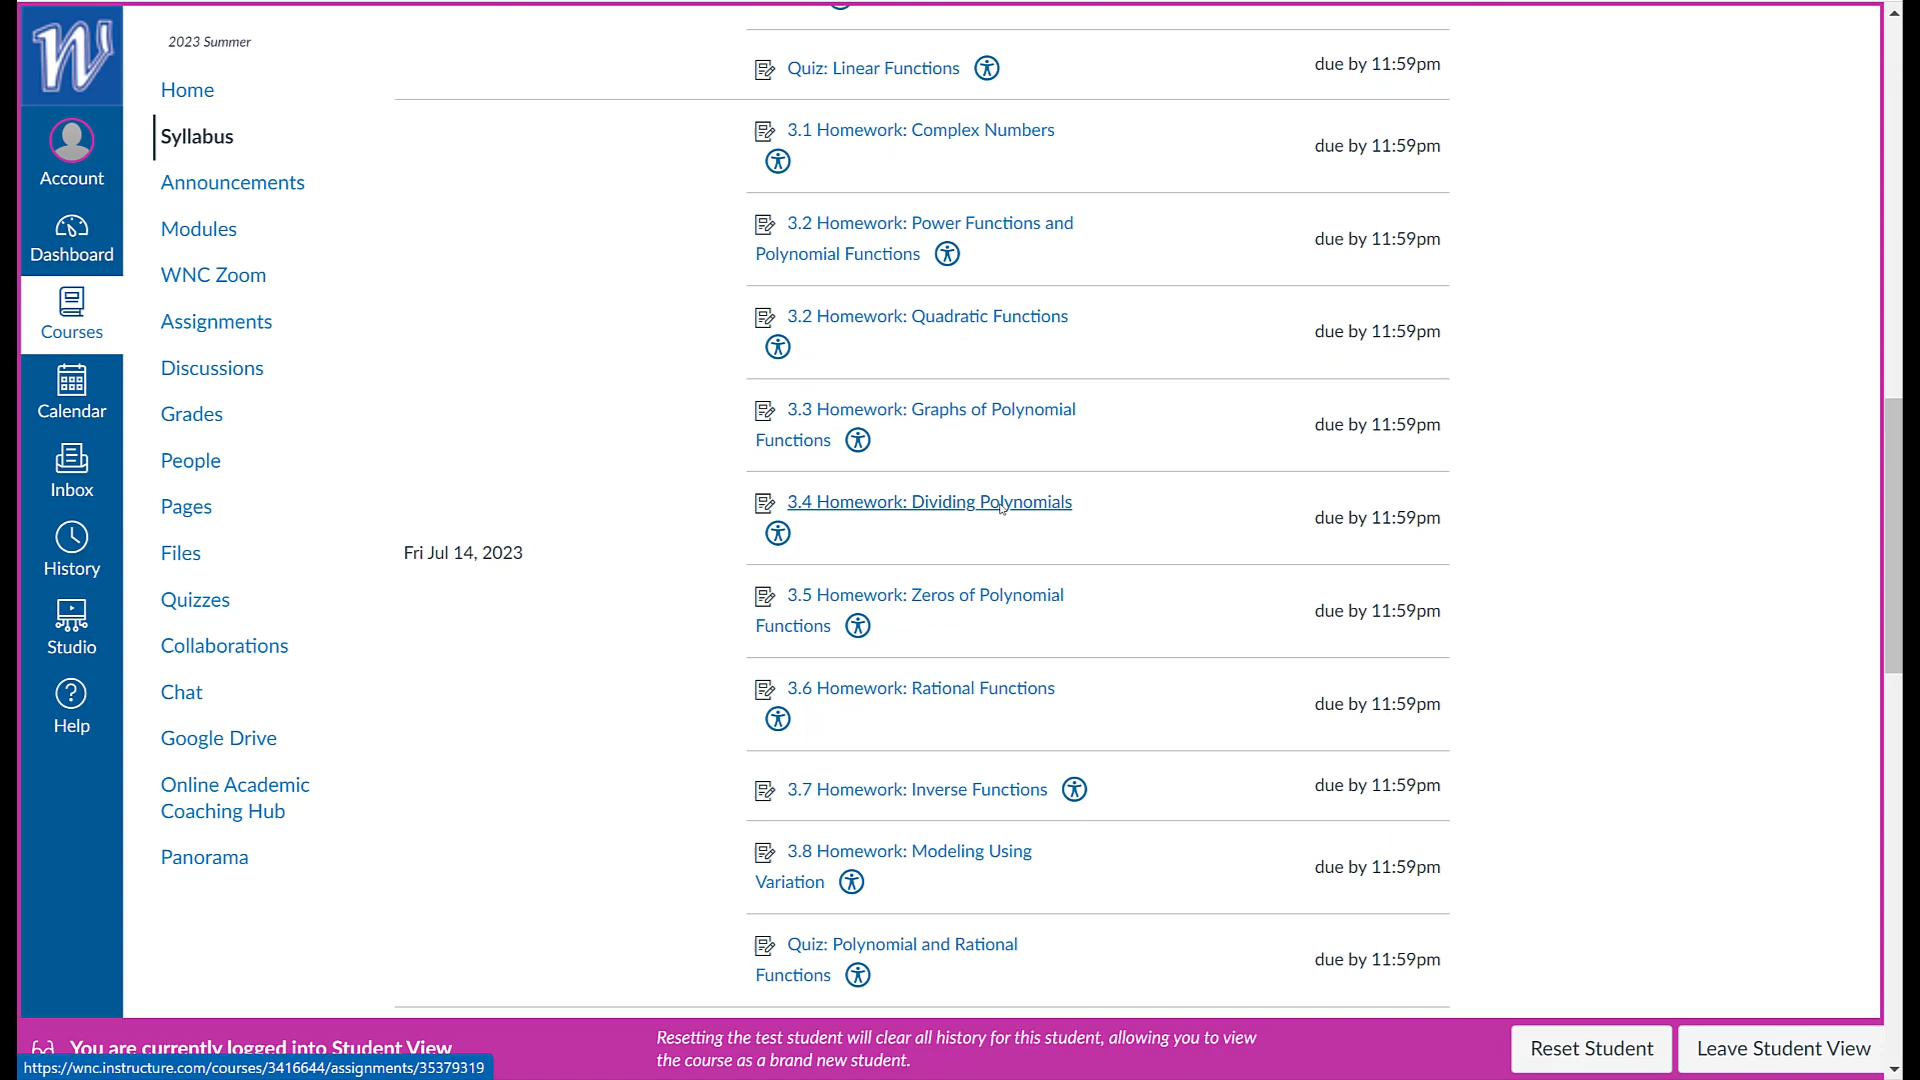 2023 Summer
Home
Syllabus
Announcements
Modules
WNC Zoom
Assignments
Discussions
Grades
People
Pages
Files
Quizzes
Collaborations
Chat
Google Drive
Online Academic
Coaching Hub
Panorama
W
Account
Dashboard
Courses
Calendar
Inbox
History
Studio
Help
Fri Jul 14, 2023
Quiz: Linear Functions
due by 11:59pm
3.1 Homework: Complex Numbers
due by 11:59pm
3.2 Homework: Power Functions and
Polynomial Functions
due by 11:59pm
3.2 Homework: Quadratic Functions
due by 11:59pm
3.3 Homework: Graphs of Polynomial
Functions
due by 11:59pm
3.4 Homework: Dividing Polynomials
due by 11:59pm
3.5 Homework: Zeros of Polynomial
Functions
due by 11:59pm
3.6 Homework: Rational Functions
due by 11:59pm
3.7 Homework: Inverse Functions
due by 11:59pm
3.8 Homework: Modeling Using
Variation
due by 11:59pm
Quiz: Polynomial and Rational
Functions
due by 11:59pm
You are currently logged into Student View
Resetting the test student will clear all history for this student, allowing you to view
the course as a brand new student.
Reset Student
Leave Student View
https://wnc.instructure.com/courses/3416644/assignments/35379319